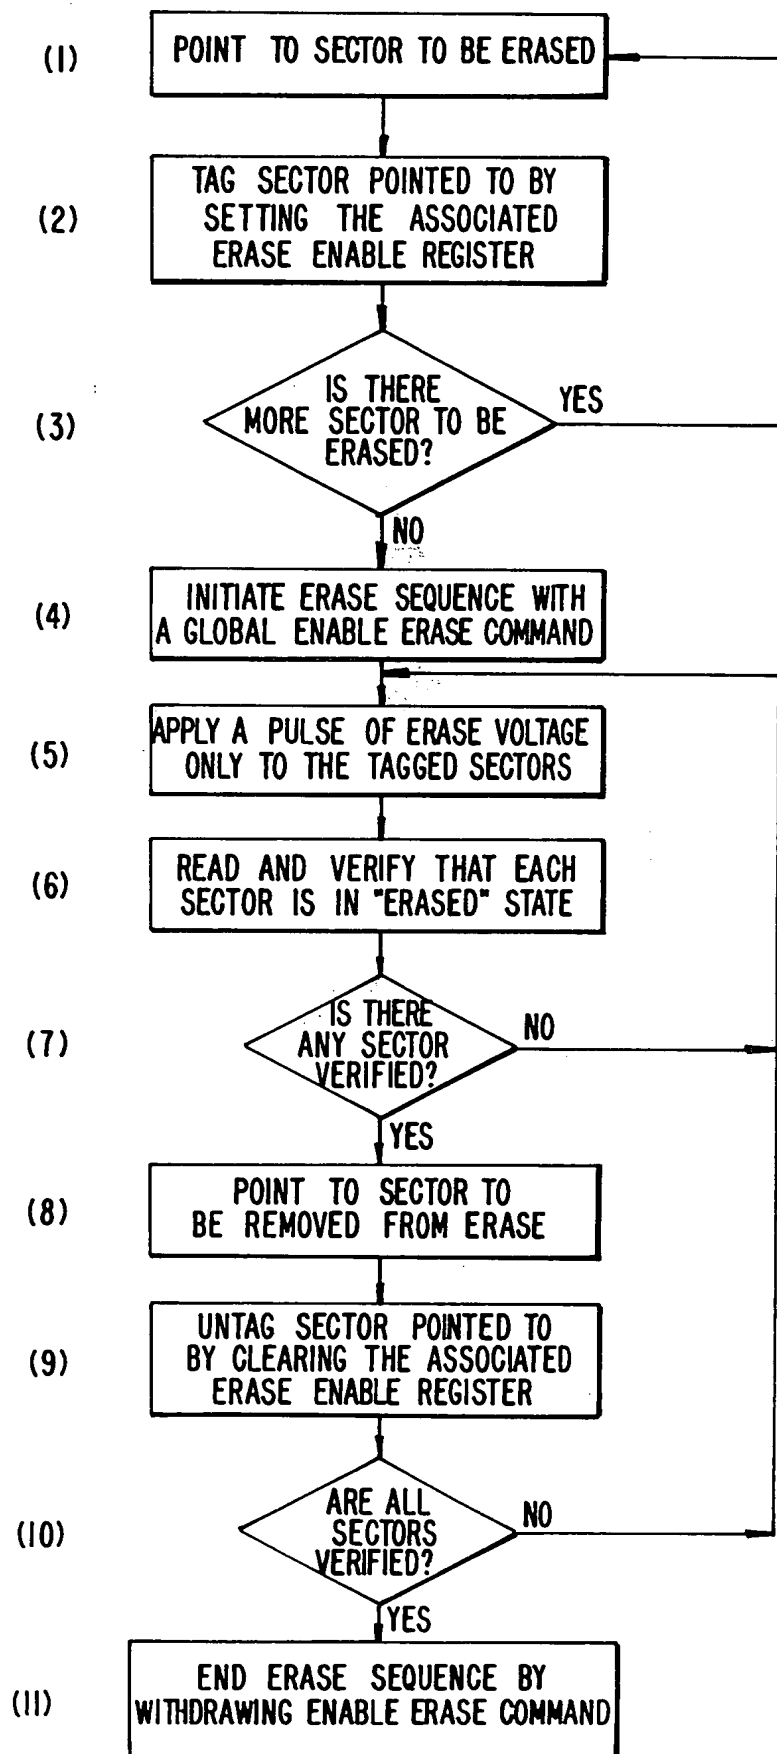 (1)
POINT TO SECTOR TO BE ERASED
(2)
TAG SECTOR POINTED TO BY
SETTING THE ASSOCIATED
ERASE ENABLE REGISTER
(3)
IS THERE
MORE SECTOR TO BE
ERASED?
YES
NO
(4)
INITIATE ERASE SEQUENCE WITH
A GLOBAL ENABLE ERASE COMMAND
(5)
APPLY A PULSE OF ERASE VOLTAGE
ONLY TO THE TAGGED SECTORS
(6)
READ AND VERIFY THAT EACH
SECTOR IS IN "ERASED" STATE
(7)
IS THERE
ANY SECTOR
VERIFIED?
NO
YES
(8)
POINT TO SECTOR TO
BE REMOVED FROM ERASE
(9)
UNTAG SECTOR POINTED TO
BY CLEARING THE ASSOCIATED
ERASE ENABLE REGISTER
(10)
ARE ALL
SECTORS
VERIFIED?
NO
YES
(11)
END ERASE SEQUENCE BY
WITHDRAWING ENABLE ERASE COMMAND